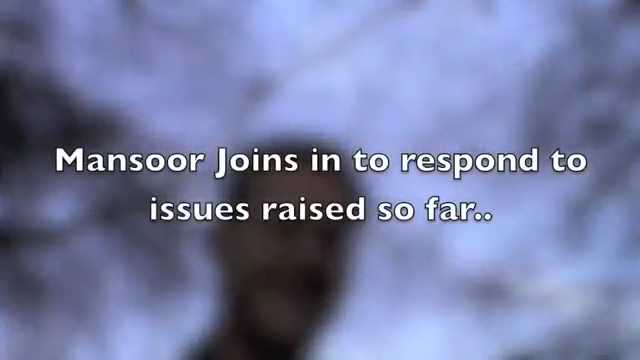 Mansoor Joins in to respond to
issues raised so far..